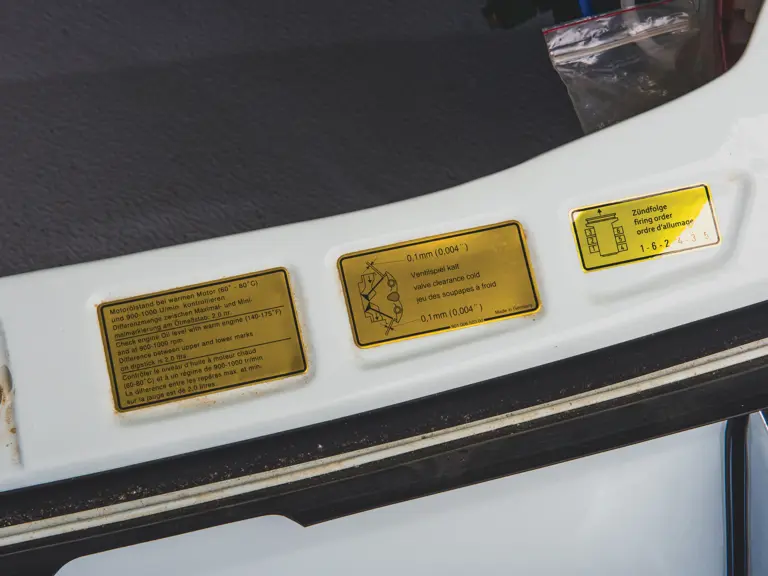 Motorölstand bei warmen Motor (60° - 80°C)
und 900-1000 U/min kontrollieren
Differenzmenge zwischen Maximal- und Mini-
malmarkierung am Ölmeßstab: 2,0 ltr.
Check engine Oil level with warm engine (140-175°F)
and at 900-1000 rpm
Difference between upper and lower marks
on dipstick is 2.0 ltrs
Contrôler le niveau d'huile à moteur chaud
(60-80°C) et à un régime de 900-1000 tr/mn
La différence entre les repères max. et min.
sur la jauge est de 2,0 litres
0,1mm (0,004")
Ventilspiel kalt
valve clearance cold
jeu des soupapes à froid
0,1mm (0,004")
Made in Germany
Zündfolge
firing order
ordre d'allumage
1-6-2-4-3-5